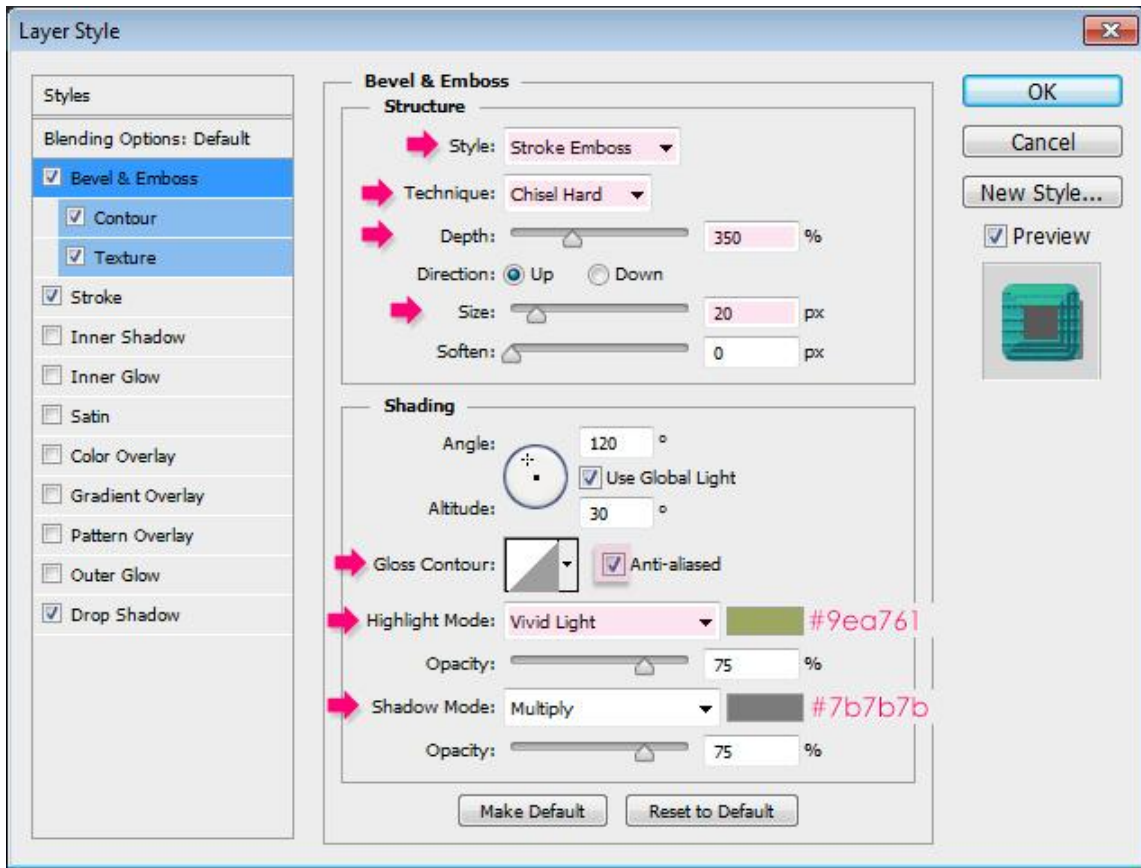 Layer Style
Styles
Blending Options: Default
Bevel & Emboss
Contour
Texture
Stroke
Inner Shadow
Inner Glow
Satin
Color Overlay
Gradient Overlay
Pattern Overlay
Outer Glow
Drop Shadow
Bevel & Emboss
Structure
Style: Stroke Emboss
Technique: Chisel Hard
Depth: 350 %
Direction: Up Down
Size: 20 px
Soften: 0 px
Shading
Angle: 120 °
Use Global Light
Altitude: 30 °
Gloss Contour: Anti-aliased
Highlight Mode: Vivid Light #9ea761
Opacity: 75 %
Shadow Mode: Multiply #7b7b7b
Opacity: 75 %
Make Default Reset to Default
OK
Cancel
New Style...
Preview